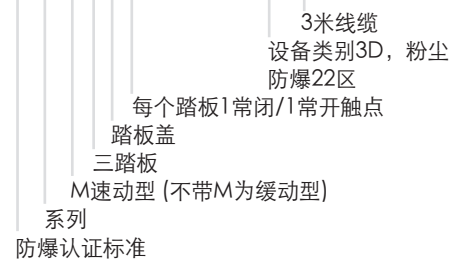 3米线缆
设备类别3D，粉尘
防爆22区
每个踏板1常闭/1常开触点
踏板盖
三踏板
M速动型 (不带M为缓动型)
系列
防爆认证标准